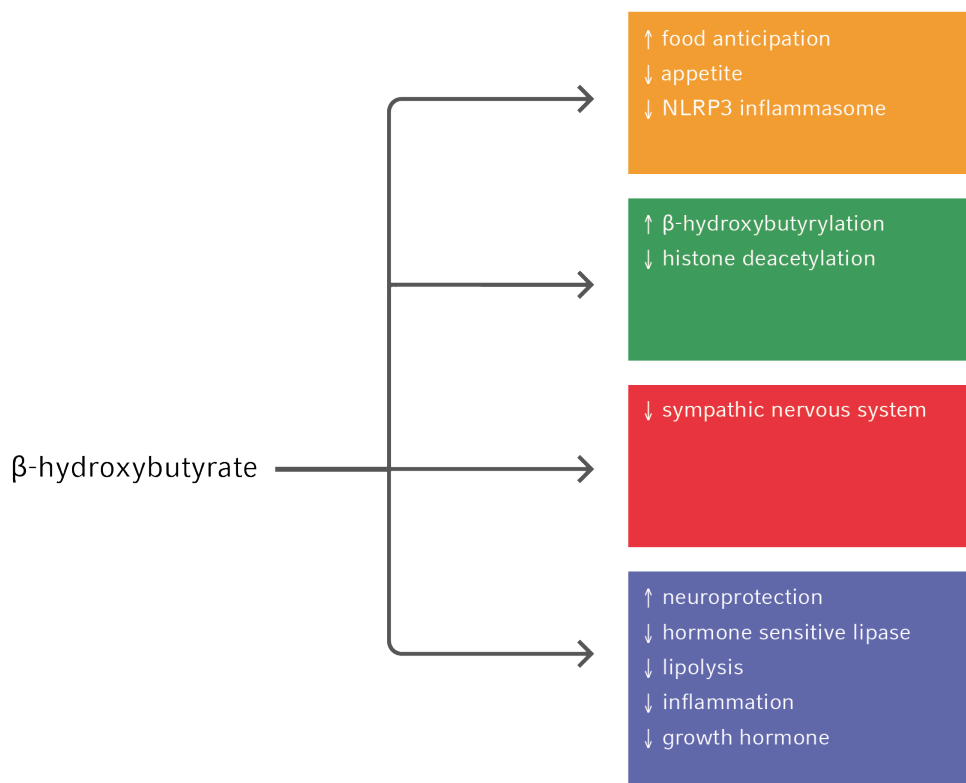 ↑ food anticipation
↓ appetite
↓ NLRP3 inflammasome
↑ β-hydroxybutyrylation
↓ histone deacetylation
↓ sympathic nervous system
β-hydroxybutyrate
↑ neuroprotection
↓ hormone sensitive lipase
↓ lipolysis
↓ inflammation
↓ growth hormone